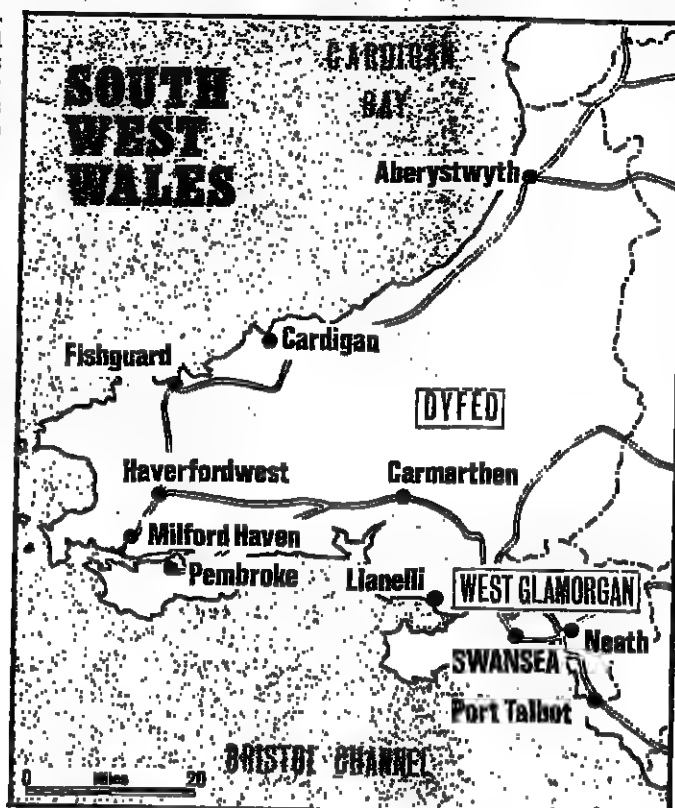 SOUTH
WEST
WALES
CARDIGAN
BAY
Aberystwyth
Cardigan
Fishguard
DYFED
Haverfordwest
Carmarthen
Milford Haven
Pembroke
Llanelli
WEST GLAMORGAN
Neath
SWANSEA
Port Talbot
BRISTOL CHANNEL
0 Miles 20